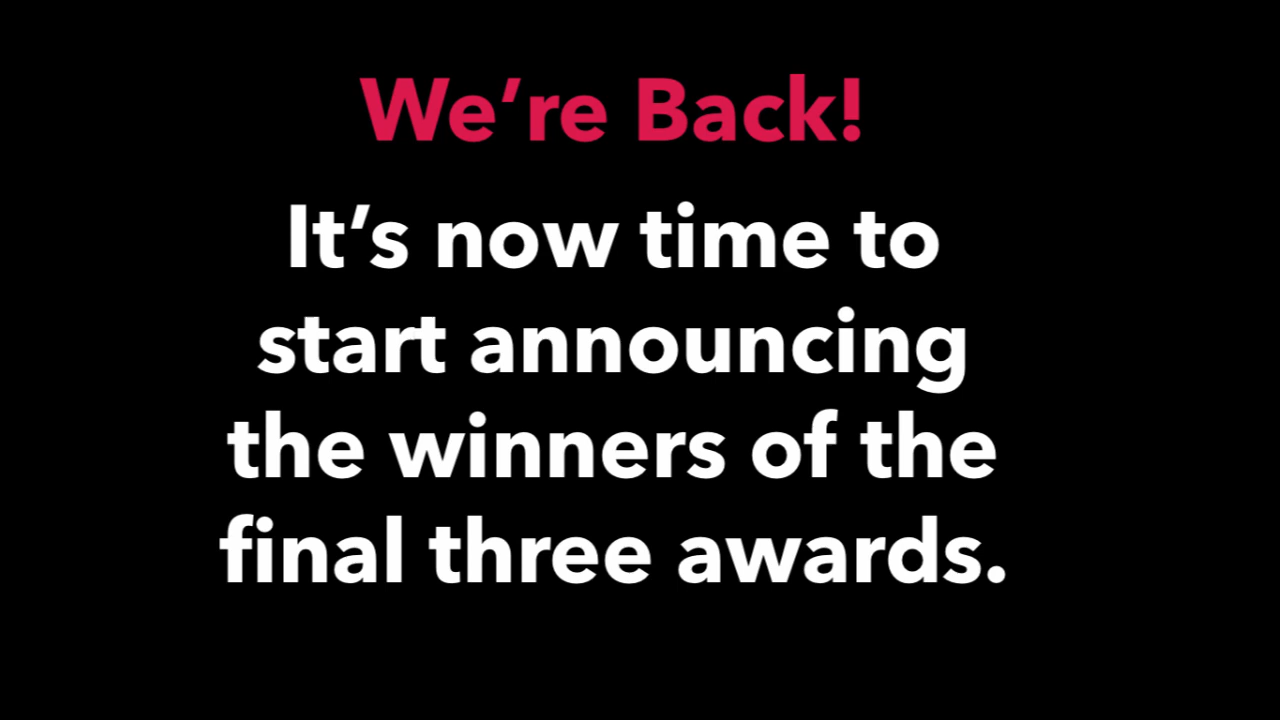 We’re Back!
It’s now time to
start announcing
the winners of the
final three awards.